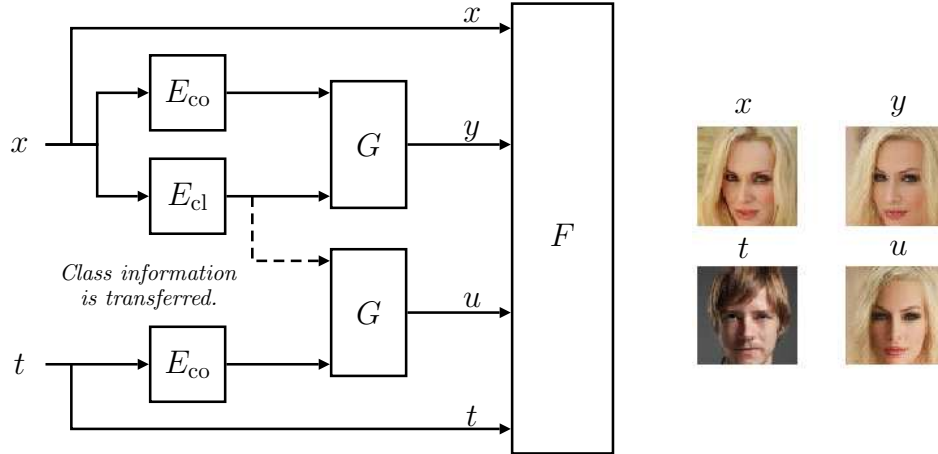 x
x
E_co
E_cl
G
y
F
Class information
is transferred.
G
u
t
E_co
t
x
y
t
u